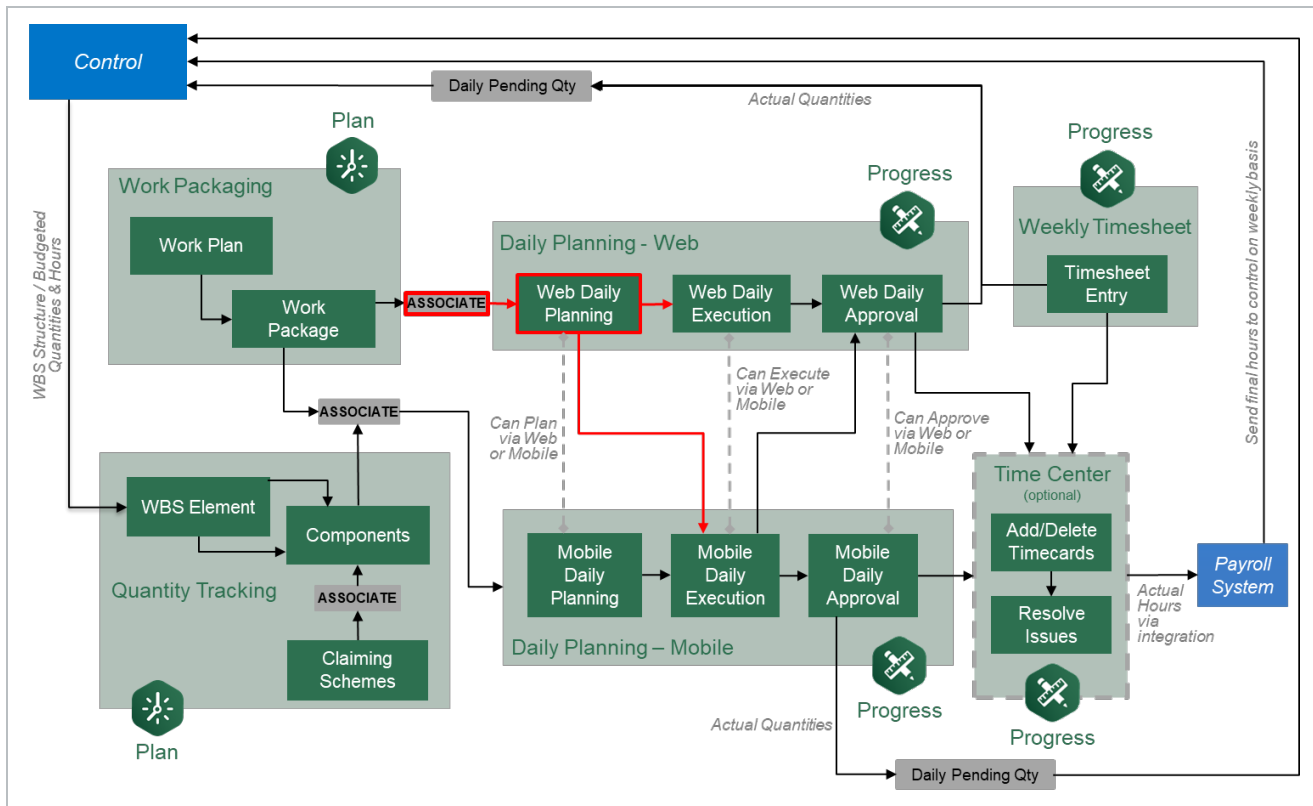 Control
Daily Pending Qty
Actual Quantities
Plan
Progress
Work Packaging
Progress
Weekly Timesheet
Work Plan
Daily Planning - Web
Timesheet
Entry
Work
Package
ASSOCIATE
Web Daily
Planning
Web Daily
Execution
Web Daily
Approval
WBS Structure / Budgeted
Quantities & Hours
Send final hours to control on weekly basis
ASSOCIATE
Can Plan
via Web
or Mobile
Can Execute
via Web or
Mobile
Can Approve
via Web or
Mobile
WBS Element
Components
Quantity Tracking
ASSOCIATE
Claiming
Schemes
Plan
Mobile
Daily
Planning
Mobile
Daily
Execution
Mobile
Daily
Approval
Daily Planning – Mobile
Progress
Time Center
(optional)
Add/Delete
Timecards
Resolve
Issues
Progress
Actual
Hours
via
integration
Payroll
System
Actual Quantities
Daily Pending Qty